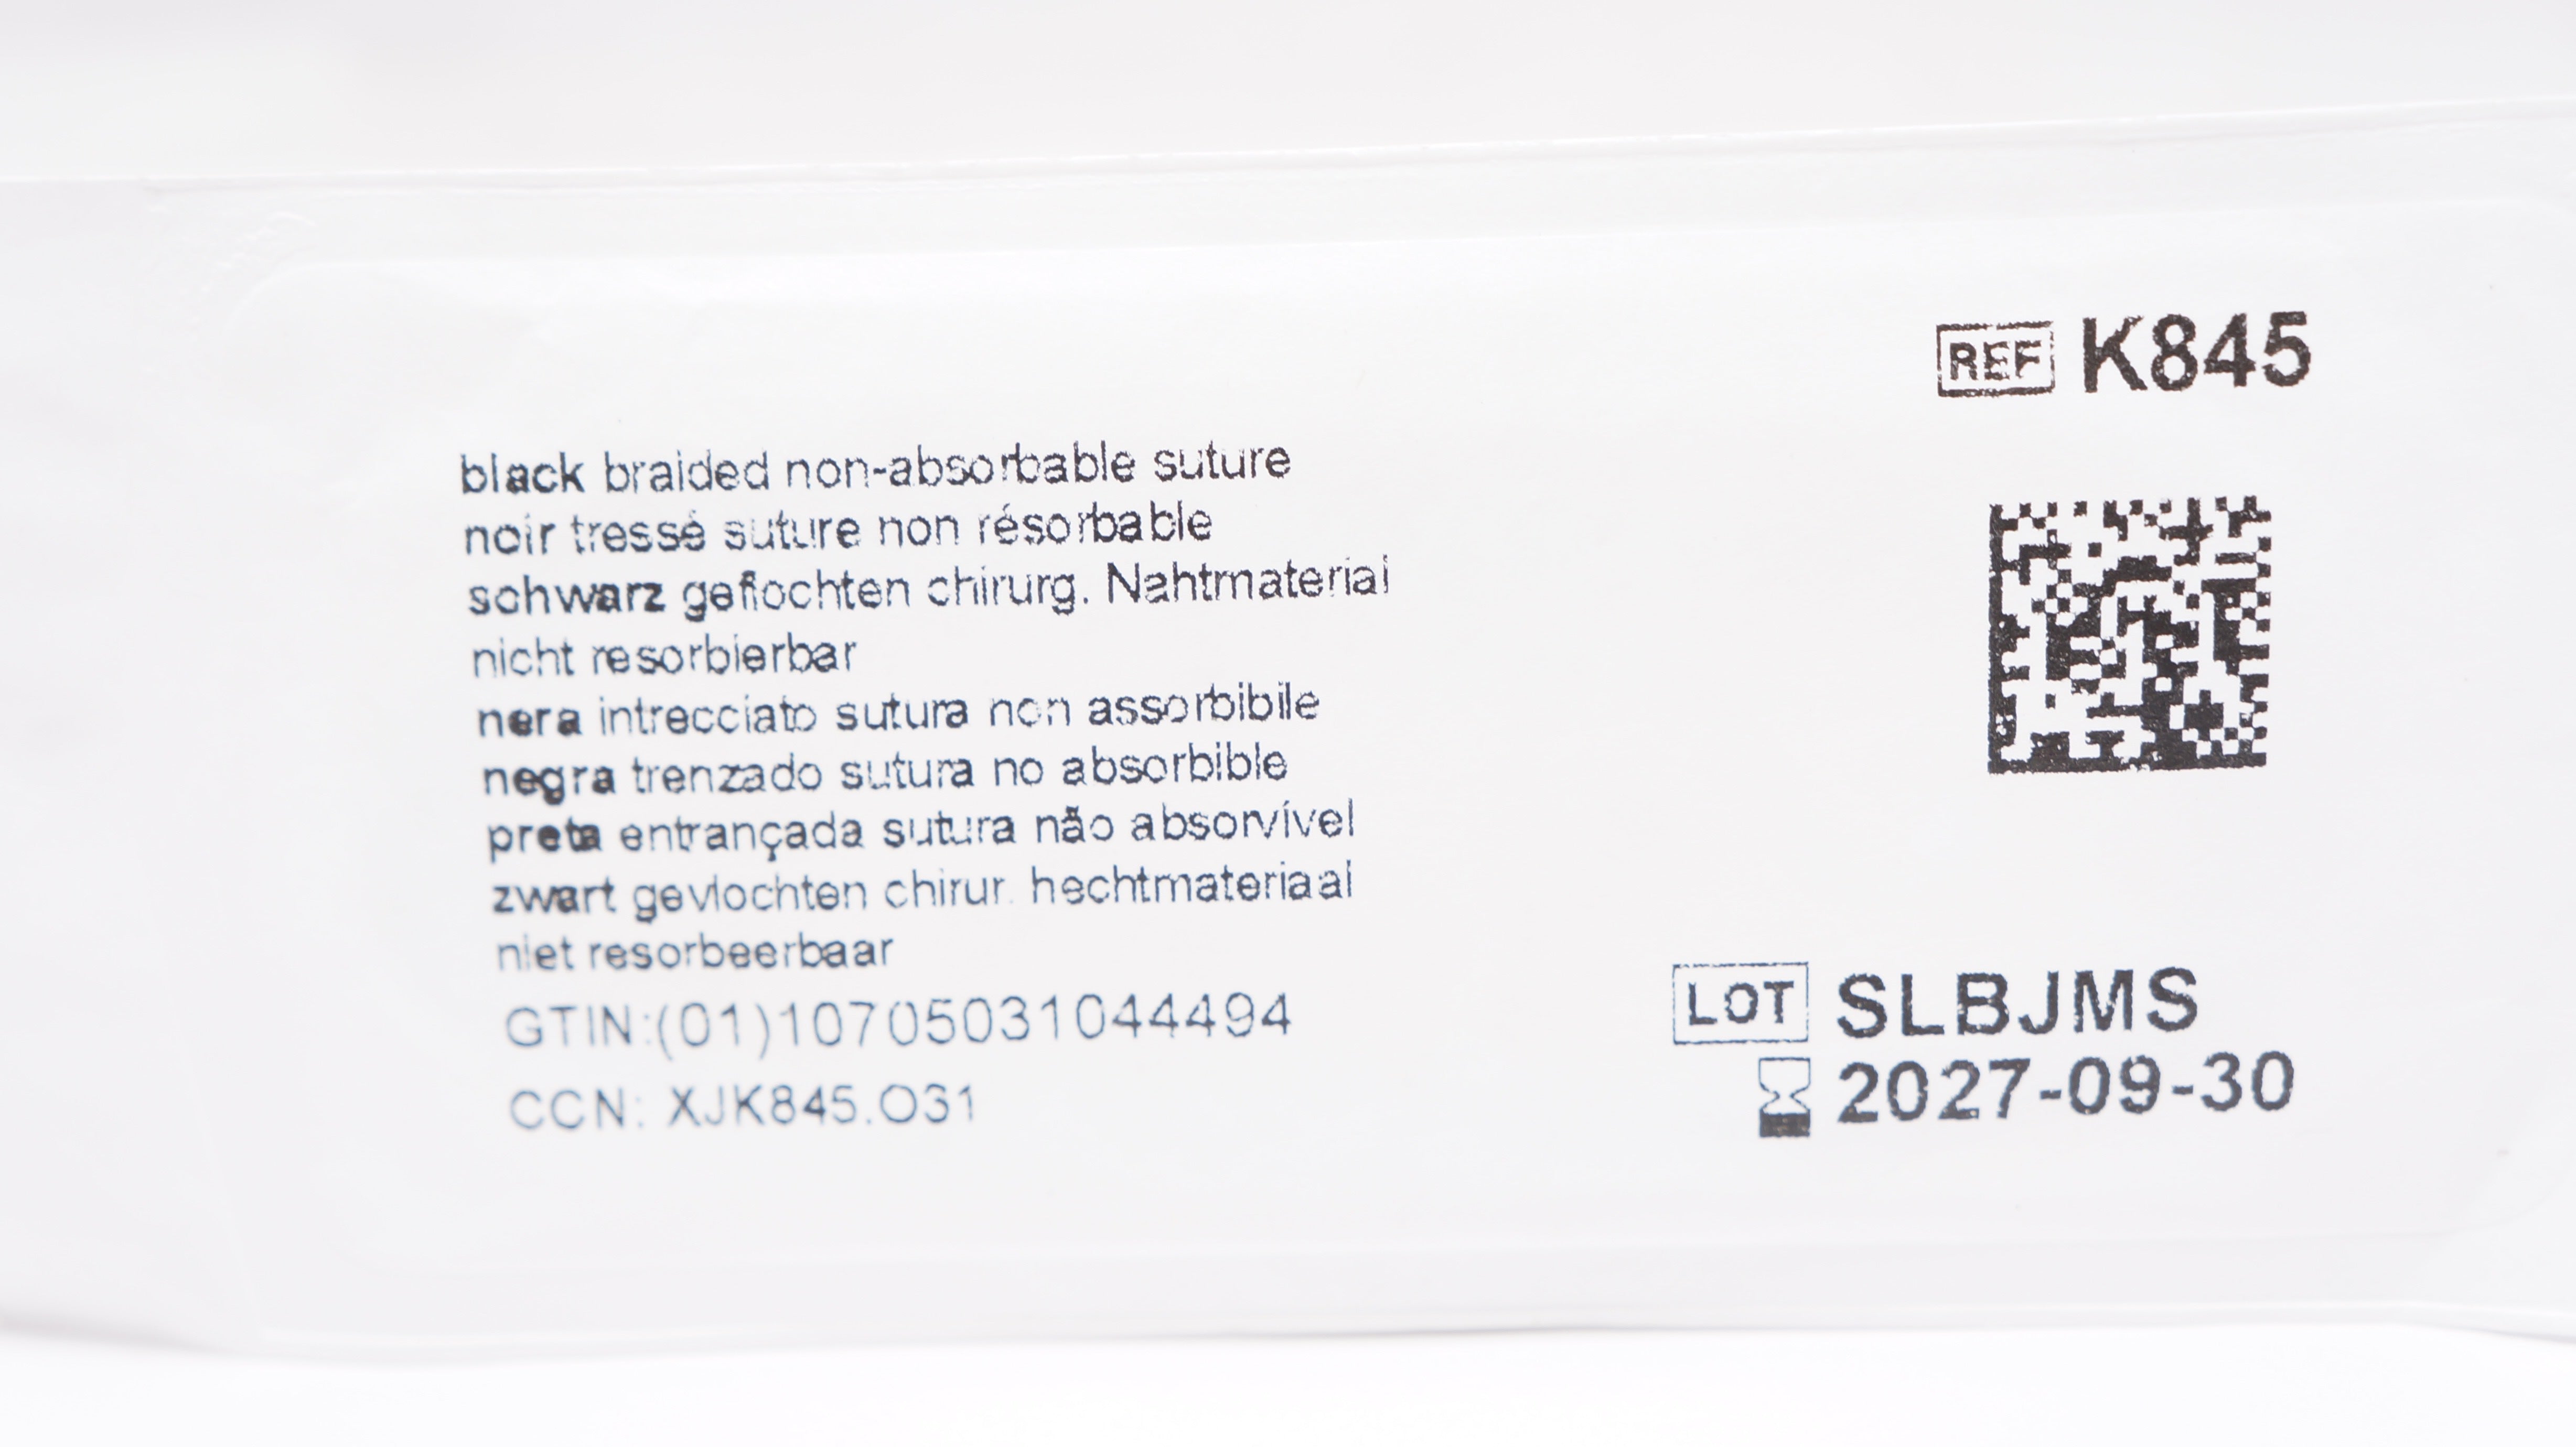 REF K845
black braided non-absorbable suture
noir tressé suture non résorbable
schwarz geflochten chirurg. Nahtmaterial
nicht resorbierbar
nera intrecciato sutura non assorbibile
negra trenzado sutura no absorbible
preta entrançada sutura não absorvível
zwart gevlochten chirur. hechtmateriaal
niet resorbeerbaar
GTIN:(01)10705031044494
CCN: XJK845.O31
LOT SLBJMS
2027-09-30